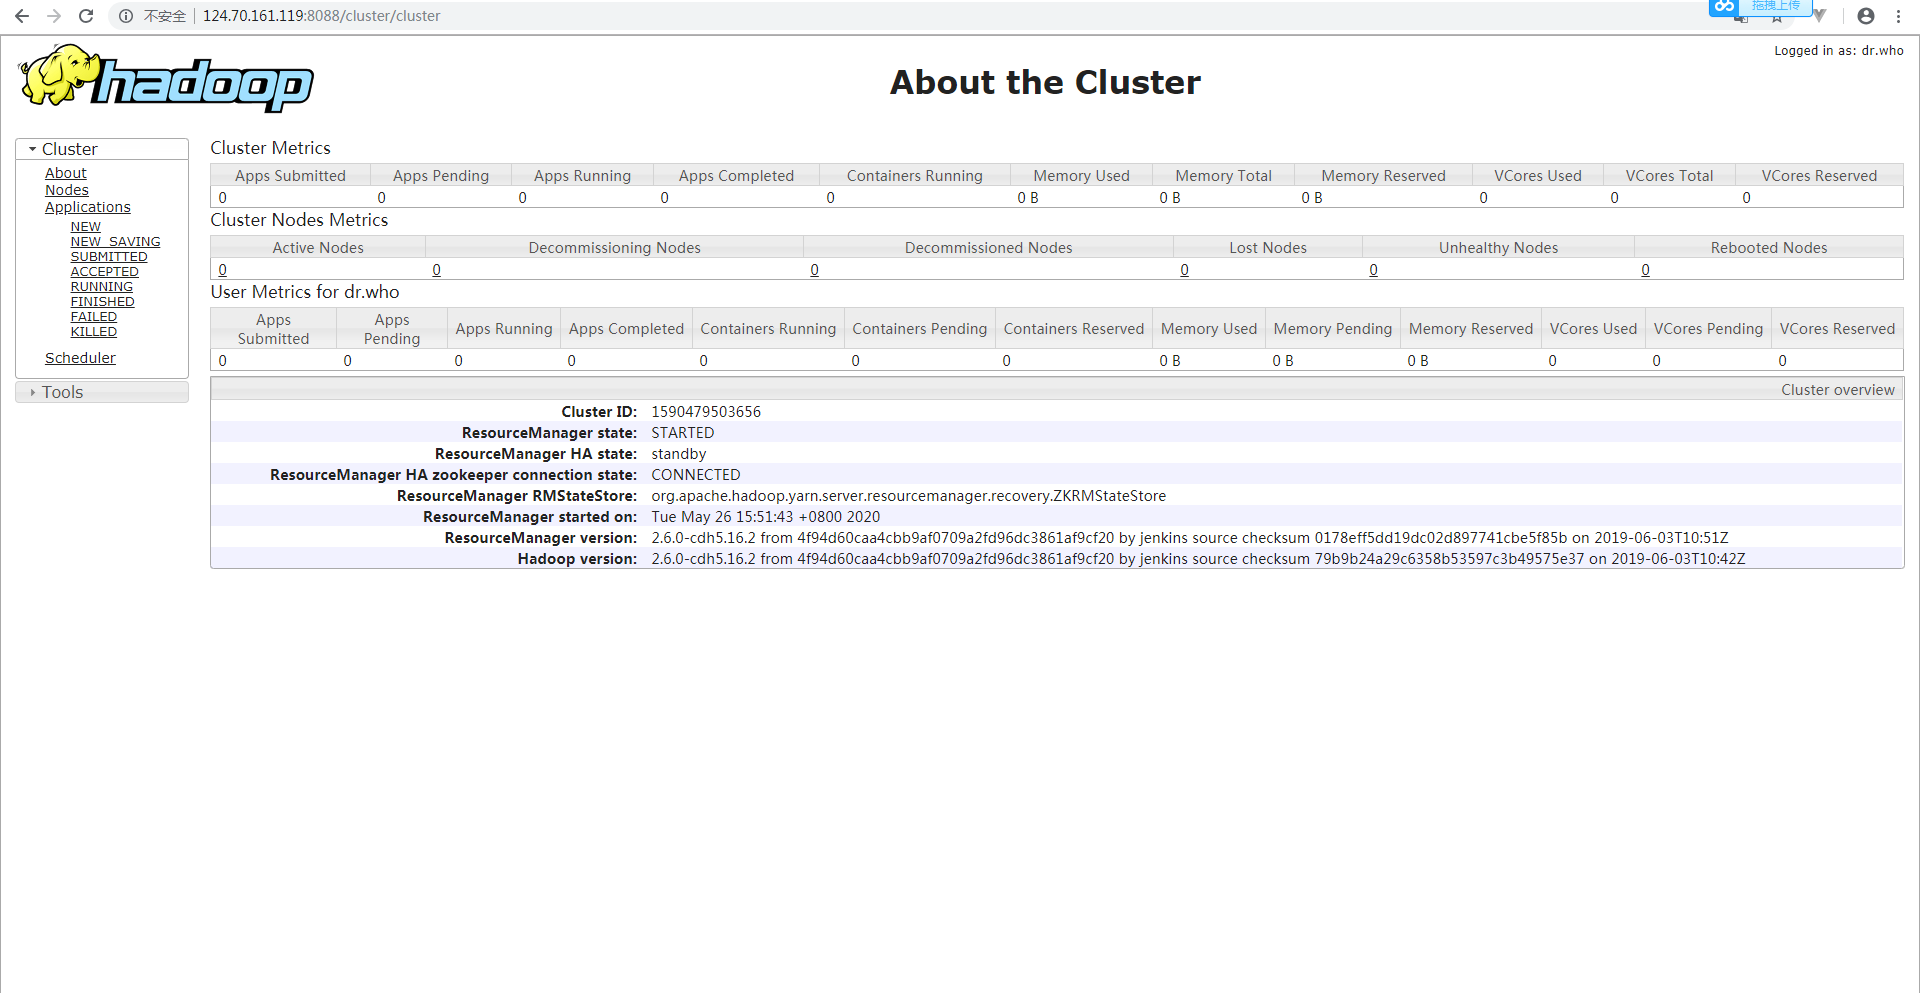 不安全 124.70.161.119:8088/cluster/cluster
拖拽上传
Logged in as: dr.who
hadoop
About the Cluster
Cluster
About
Nodes
Applications
NEW
NEW_SAVING
SUBMITTED
ACCEPTED
RUNNING
FINISHED
FAILED
KILLED
Scheduler
Tools
Cluster Metrics
Apps Submitted Apps Pending Apps Running Apps Completed Containers Running Memory Used Memory Total Memory Reserved VCores Used VCores Total VCores Reserved
0 0 0 0 0 0 B 0 B 0 B 0 0 0
Cluster Nodes Metrics
Active Nodes Decommissioning Nodes Decommissioned Nodes Lost Nodes Unhealthy Nodes Rebooted Nodes
0 0 0 0 0 0
User Metrics for dr.who
Apps Submitted Apps Pending Apps Running Apps Completed Containers Running Containers Pending Containers Reserved Memory Used Memory Pending Memory Reserved VCores Used VCores Pending VCores Reserved
0 0 0 0 0 0 0 0 B 0 B 0 B 0 0 0
Cluster overview
Cluster ID: 1590479503656
ResourceManager state: STARTED
ResourceManager HA state: standby
ResourceManager HA zookeeper connection state: CONNECTED
ResourceManager RMStateStore: org.apache.hadoop.yarn.server.resourcemanager.recovery.ZKRMStateStore
ResourceManager started on: Tue May 26 15:51:43 +0800 2020
ResourceManager version: 2.6.0-cdh5.16.2 from 4f94d60caa4cbb9af0709a2fd96dc3861af9cf20 by jenkins source checksum 0178eff5dd19dc02d897741cbe5f85b on 2019-06-03T10:51Z
Hadoop version: 2.6.0-cdh5.16.2 from 4f94d60caa4cbb9af0709a2fd96dc3861af9cf20 by jenkins source checksum 79b9b24a29c6358b53597c3b49575e37 on 2019-06-03T10:42Z